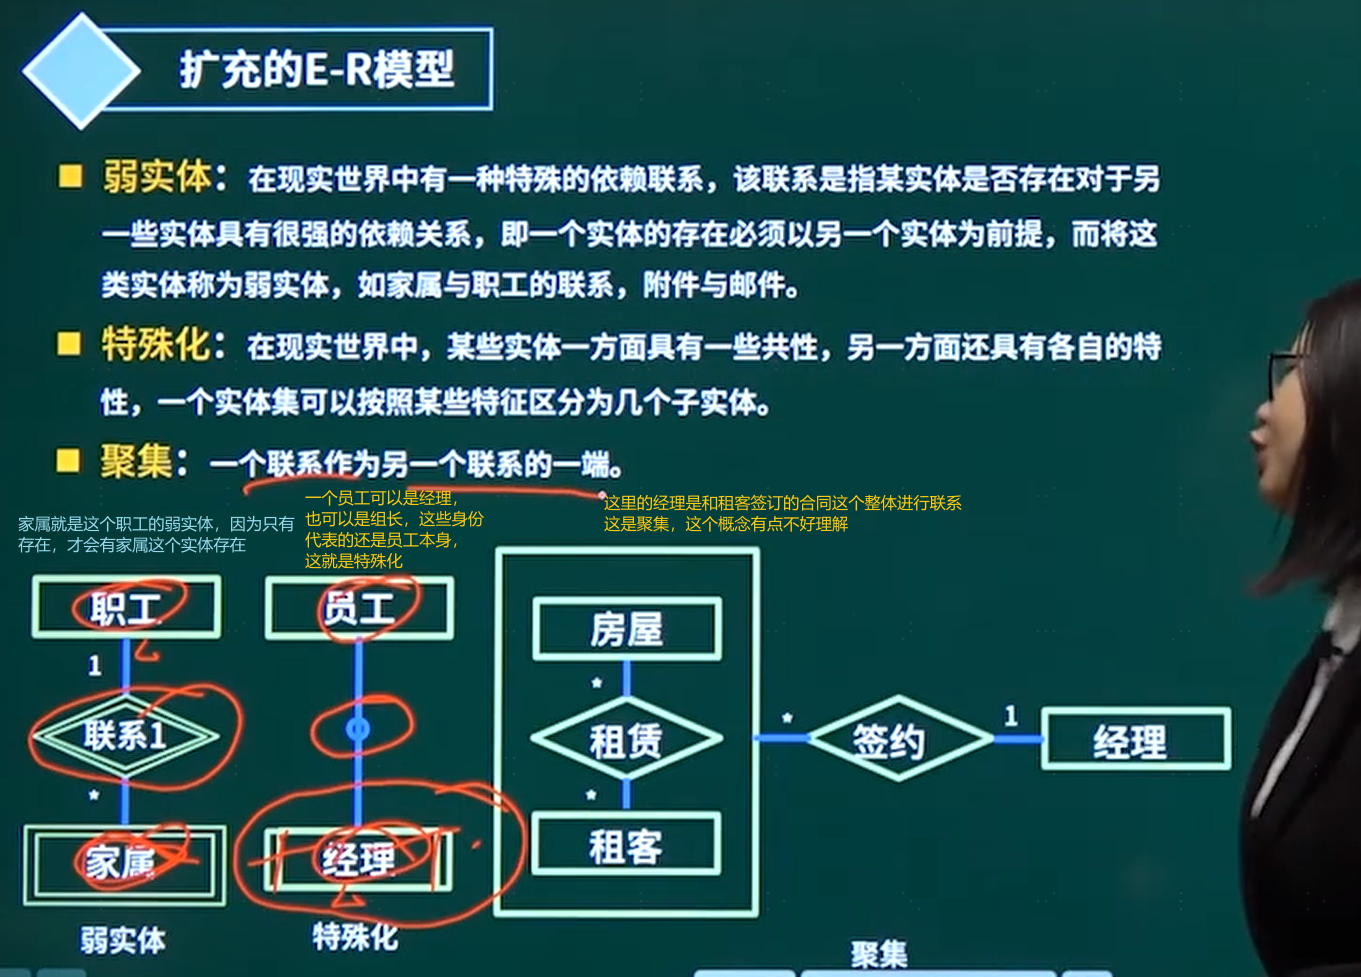 扩充的E-R模型
弱实体：在现实世界中有一种特殊的依赖联系，该联系是指某实体是否存在对于另
一些实体具有很强的依赖关系，即一个实体的存在必须以另一个实体为前提，而将这
类实体称为弱实体，如家属与职工的联系，附件与邮件。
特殊化：在现实世界中，某些实体一方面具有一些共性，另一方面还具有各自的特
性，一个实体集可以按照某些特征区分为几个子实体。
聚集：一个联系作为另一个联系的一端。
家属就是这个职工的弱实体，因为只有
存在，才会有家属这个实体存在
一个员工可以是经理，
也可以是组长，这些身份
代表的还是员工本身，
这就是特殊化
这里的经理是和租客签订的合同这个整体进行联系
这是聚集，这个概念有点不好理解
职工
1
联系1
*
家属
弱实体
员工
经理
特殊化
房屋
*
租赁
*
租客
*
签约
1
经理
聚集